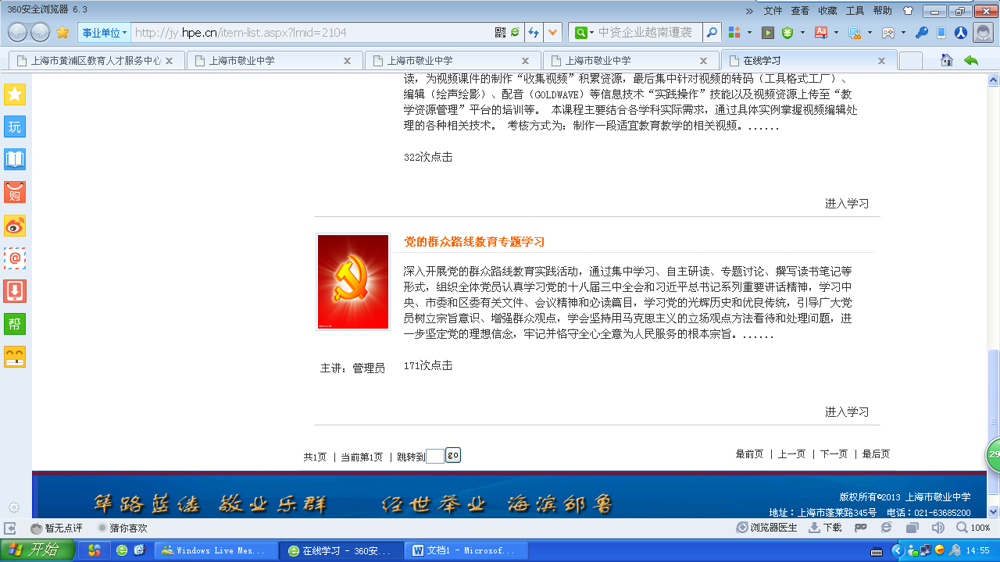 360安全浏览器 6.3
» 文件 查看 收藏 工具 帮助
事业单位 http://jy.hpe.cn/tem-list.aspx?lmid=2104 中资企业越南遭袭
上海市黄浦区教育人才服务中心 上海市敬业中学 上海市敬业中学 上海市敬业中学 在线学习
读，为视频课件的制作“收集视频”积累资源，最后集中针对视频的转码（工具格式工厂）、
编辑（绘声绘影）、配音（GOLDWAVE）等信息技术“实践操作”技能以及视频资源上传至“教
学资源管理”平台的培训等。 本课程主要结合各学科实际需求，通过具体实例掌握视频编辑处
理的各种相关技术。 考核方式为：制作一段适宜教育教学的相关视频。......
322次点击
进入学习
党的群众路线教育专题学习
深入开展党的群众路线教育实践活动，通过集中学习、自主研读、专题讨论、撰写读书笔记等
形式，组织全体党员认真学习党的十八届三中全会和习近平总书记系列重要讲话精神，学习中
央、市委和区委有关文件、会议精神和必读篇目，学习党的光辉历史和优良传统，引导广大党
员树立宗旨意识、增强群众观点，学会坚持用马克思主义的立场观点方法看待和处理问题，进
一步坚定党的理想信念，牢记并恪守全心全意为人民服务的根本宗旨。......
主讲：管理员 171次点击
进入学习
共1页 | 当前第1页 | 跳转到 go 最前页 | 上一页 | 下一页 | 最后页
筚路蓝缕 敬业乐群 经世举业 海滨邹鲁
版权所有©2013 上海市敬业中学
地址：上海市蓬莱路345号 电话：021-63685200
玩
购
@
帮
29
暂无点评 猜你喜欢 浏览器医生 下载 100%
开始 Windows Live Mes... 在线学习 - 360安... 文档1 - Microsof... 14:55